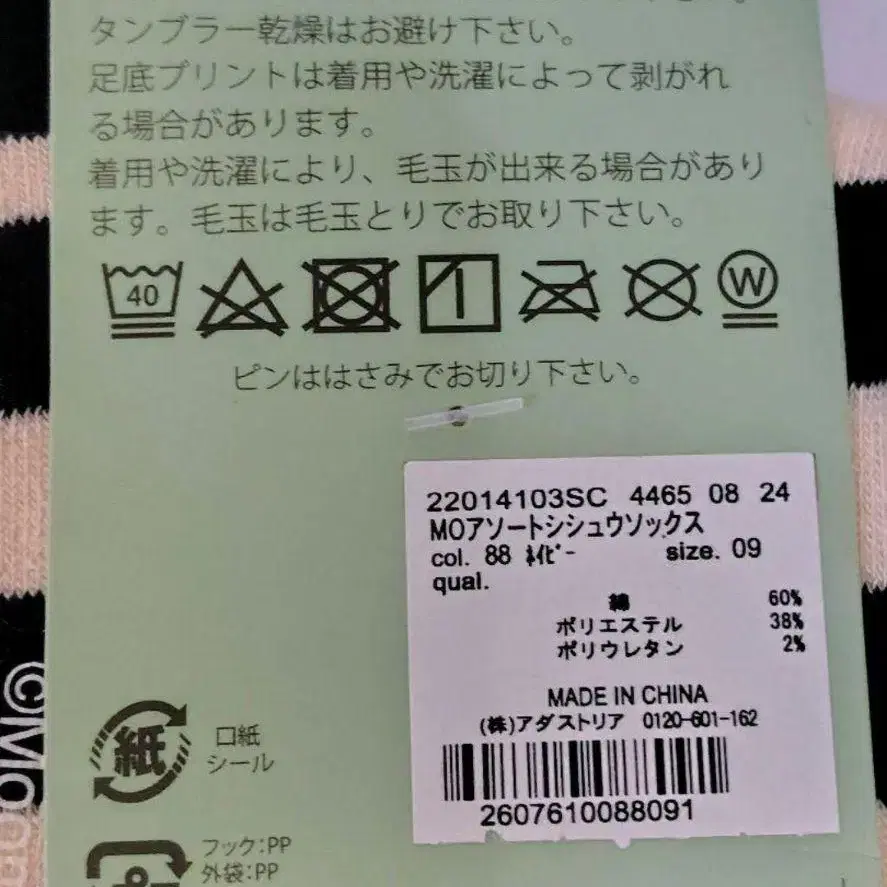 タンブラー乾燥はお避け下さい。
足底プリントは着用や洗濯によって剥がれ
る場合があります。
着用や洗濯により、毛玉が出来る場合があり
ます。毛玉は毛玉とりでお取り下さい。
40
W
ピンははさみでお切り下さい。
22014103SC 4465 08 24
MOアソートシシュウソックス
col. 88 ﾈｲﾋﾞｰ size. 09
qual.
綿 60%
ポリエステル 38%
ポリウレタン 2%
MADE IN CHINA
(株)アダストリア 0120-601-162
2607610088091
紙
口紙
シール
フック:PP
外袋:PP